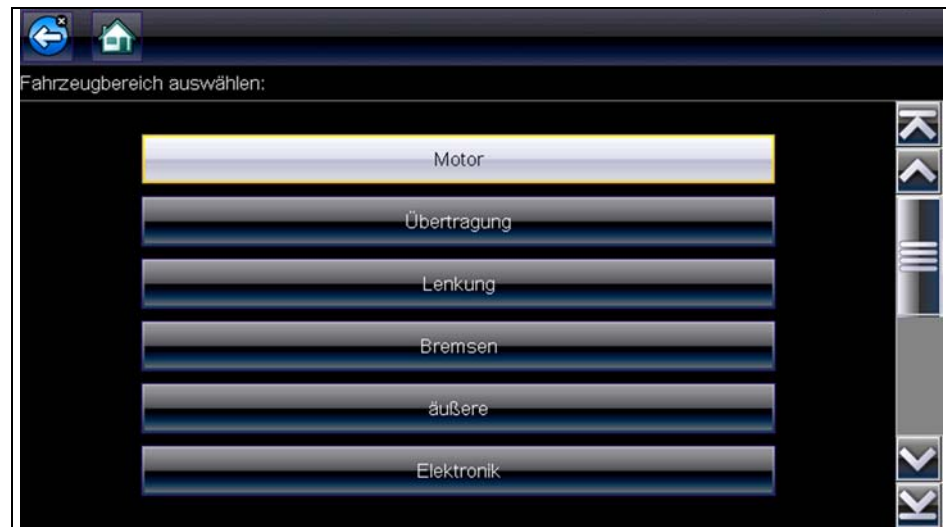 Fahrzeugbereich auswählen:
Motor
Übertragung
Lenkung
Bremsen
äußere
Elektronik